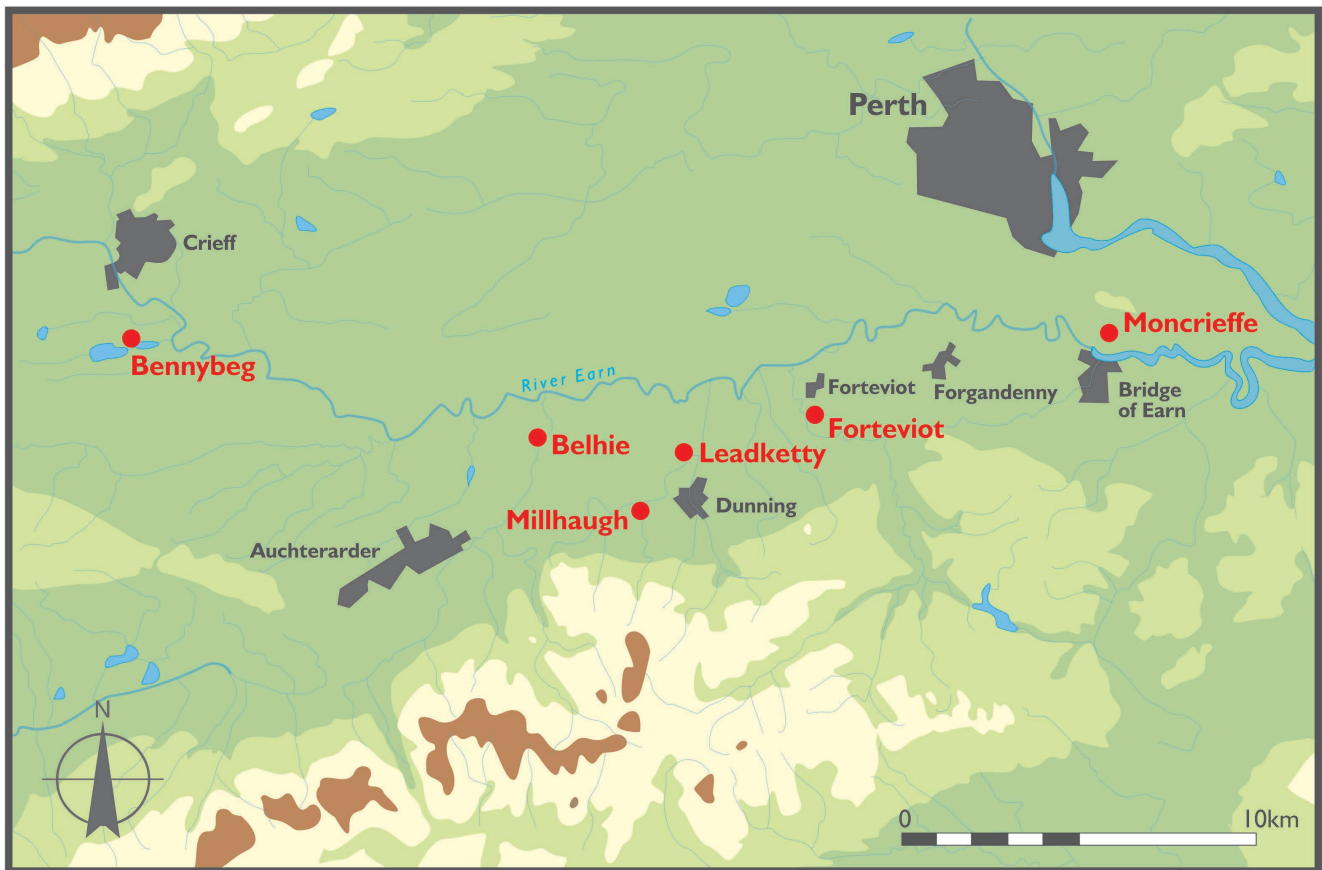 Perth
Crieff
Moncrieffe
Bennybeg
River Earn
Forteviot
Forgandenny
Bridge
of Earn
Forteviot
Belhie
Leadketty
Dunning
Millhaugh
Auchterarder
N
0
10km